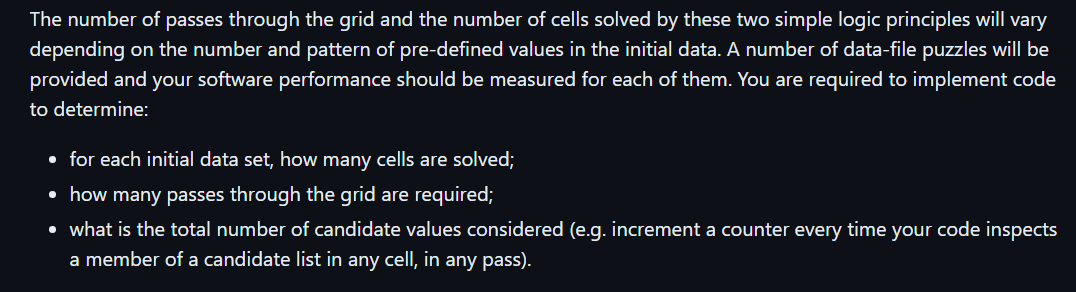 The number of passes through the grid and the number of cells solved by these two simple logic principles will vary
depending on the number and pattern of pre-defined values in the initial data. A number of data-file puzzles will be
provided and your software performance should be measured for each of them. You are required to implement code
to determine:
• for each initial data set, how many cells are solved;
• how many passes through the grid are required;
• what is the total number of candidate values considered (e.g. increment a counter every time your code inspects
a member of a candidate list in any cell, in any pass).